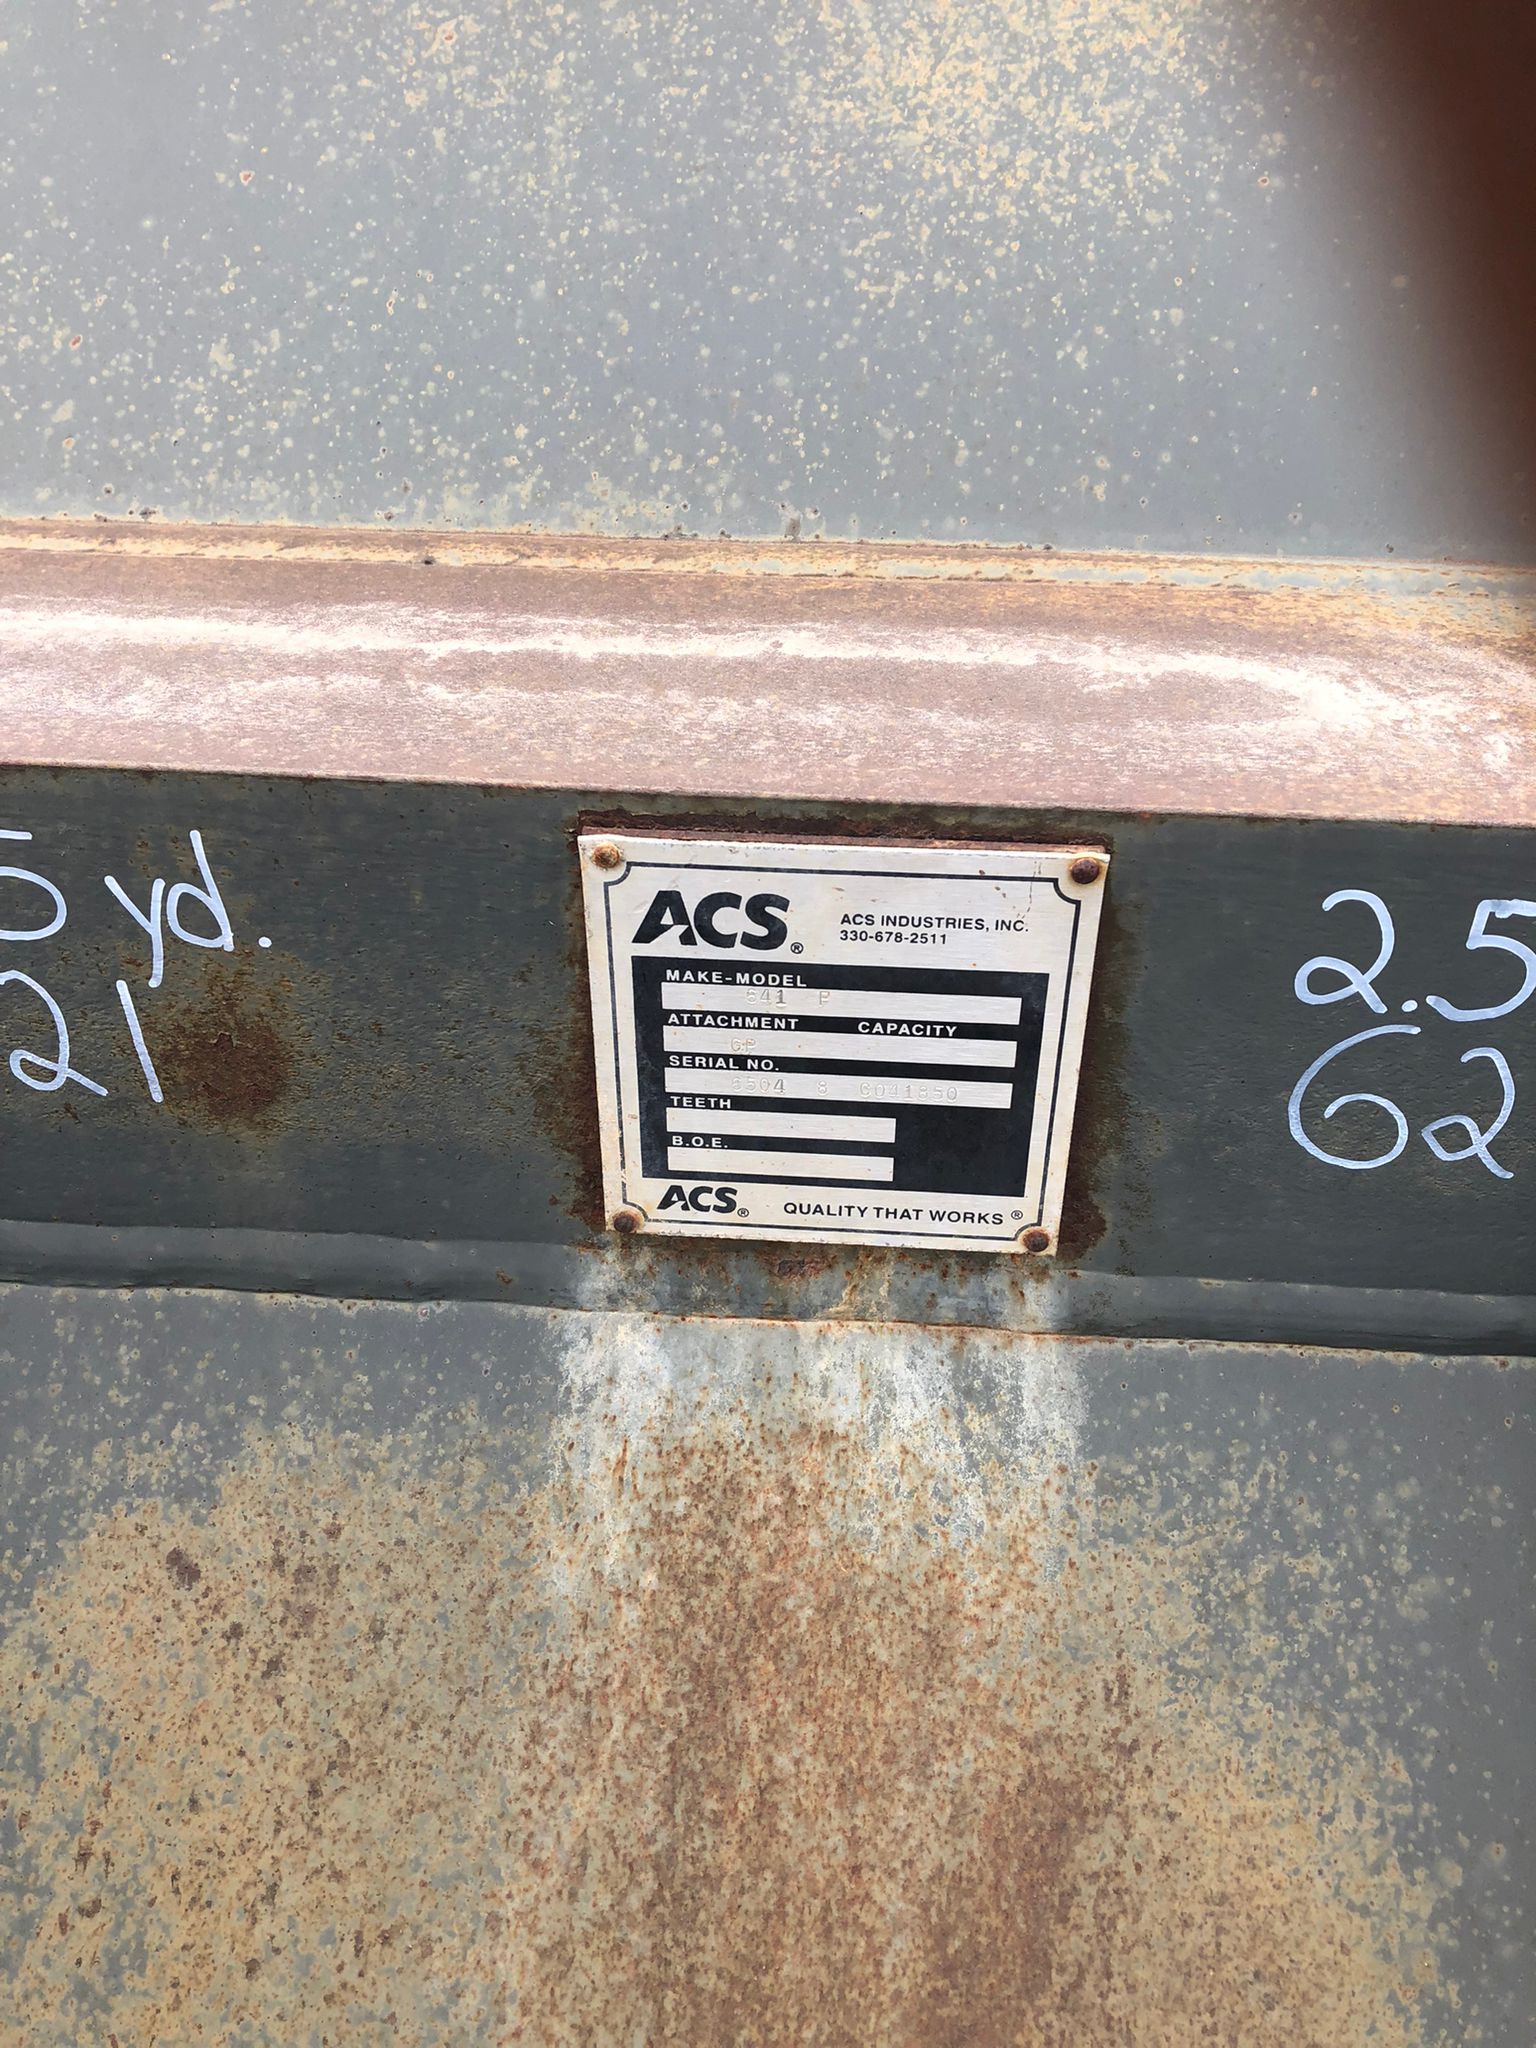 5 yd.
21
ACS®
ACS INDUSTRIES, INC.
330-678-2511
MAKE-MODEL
641 P
ATTACHMENT CAPACITY
GP
SERIAL NO.
6504 8 G041850
TEETH
B.O.E.
ACS® QUALITY THAT WORKS®
2.5
62